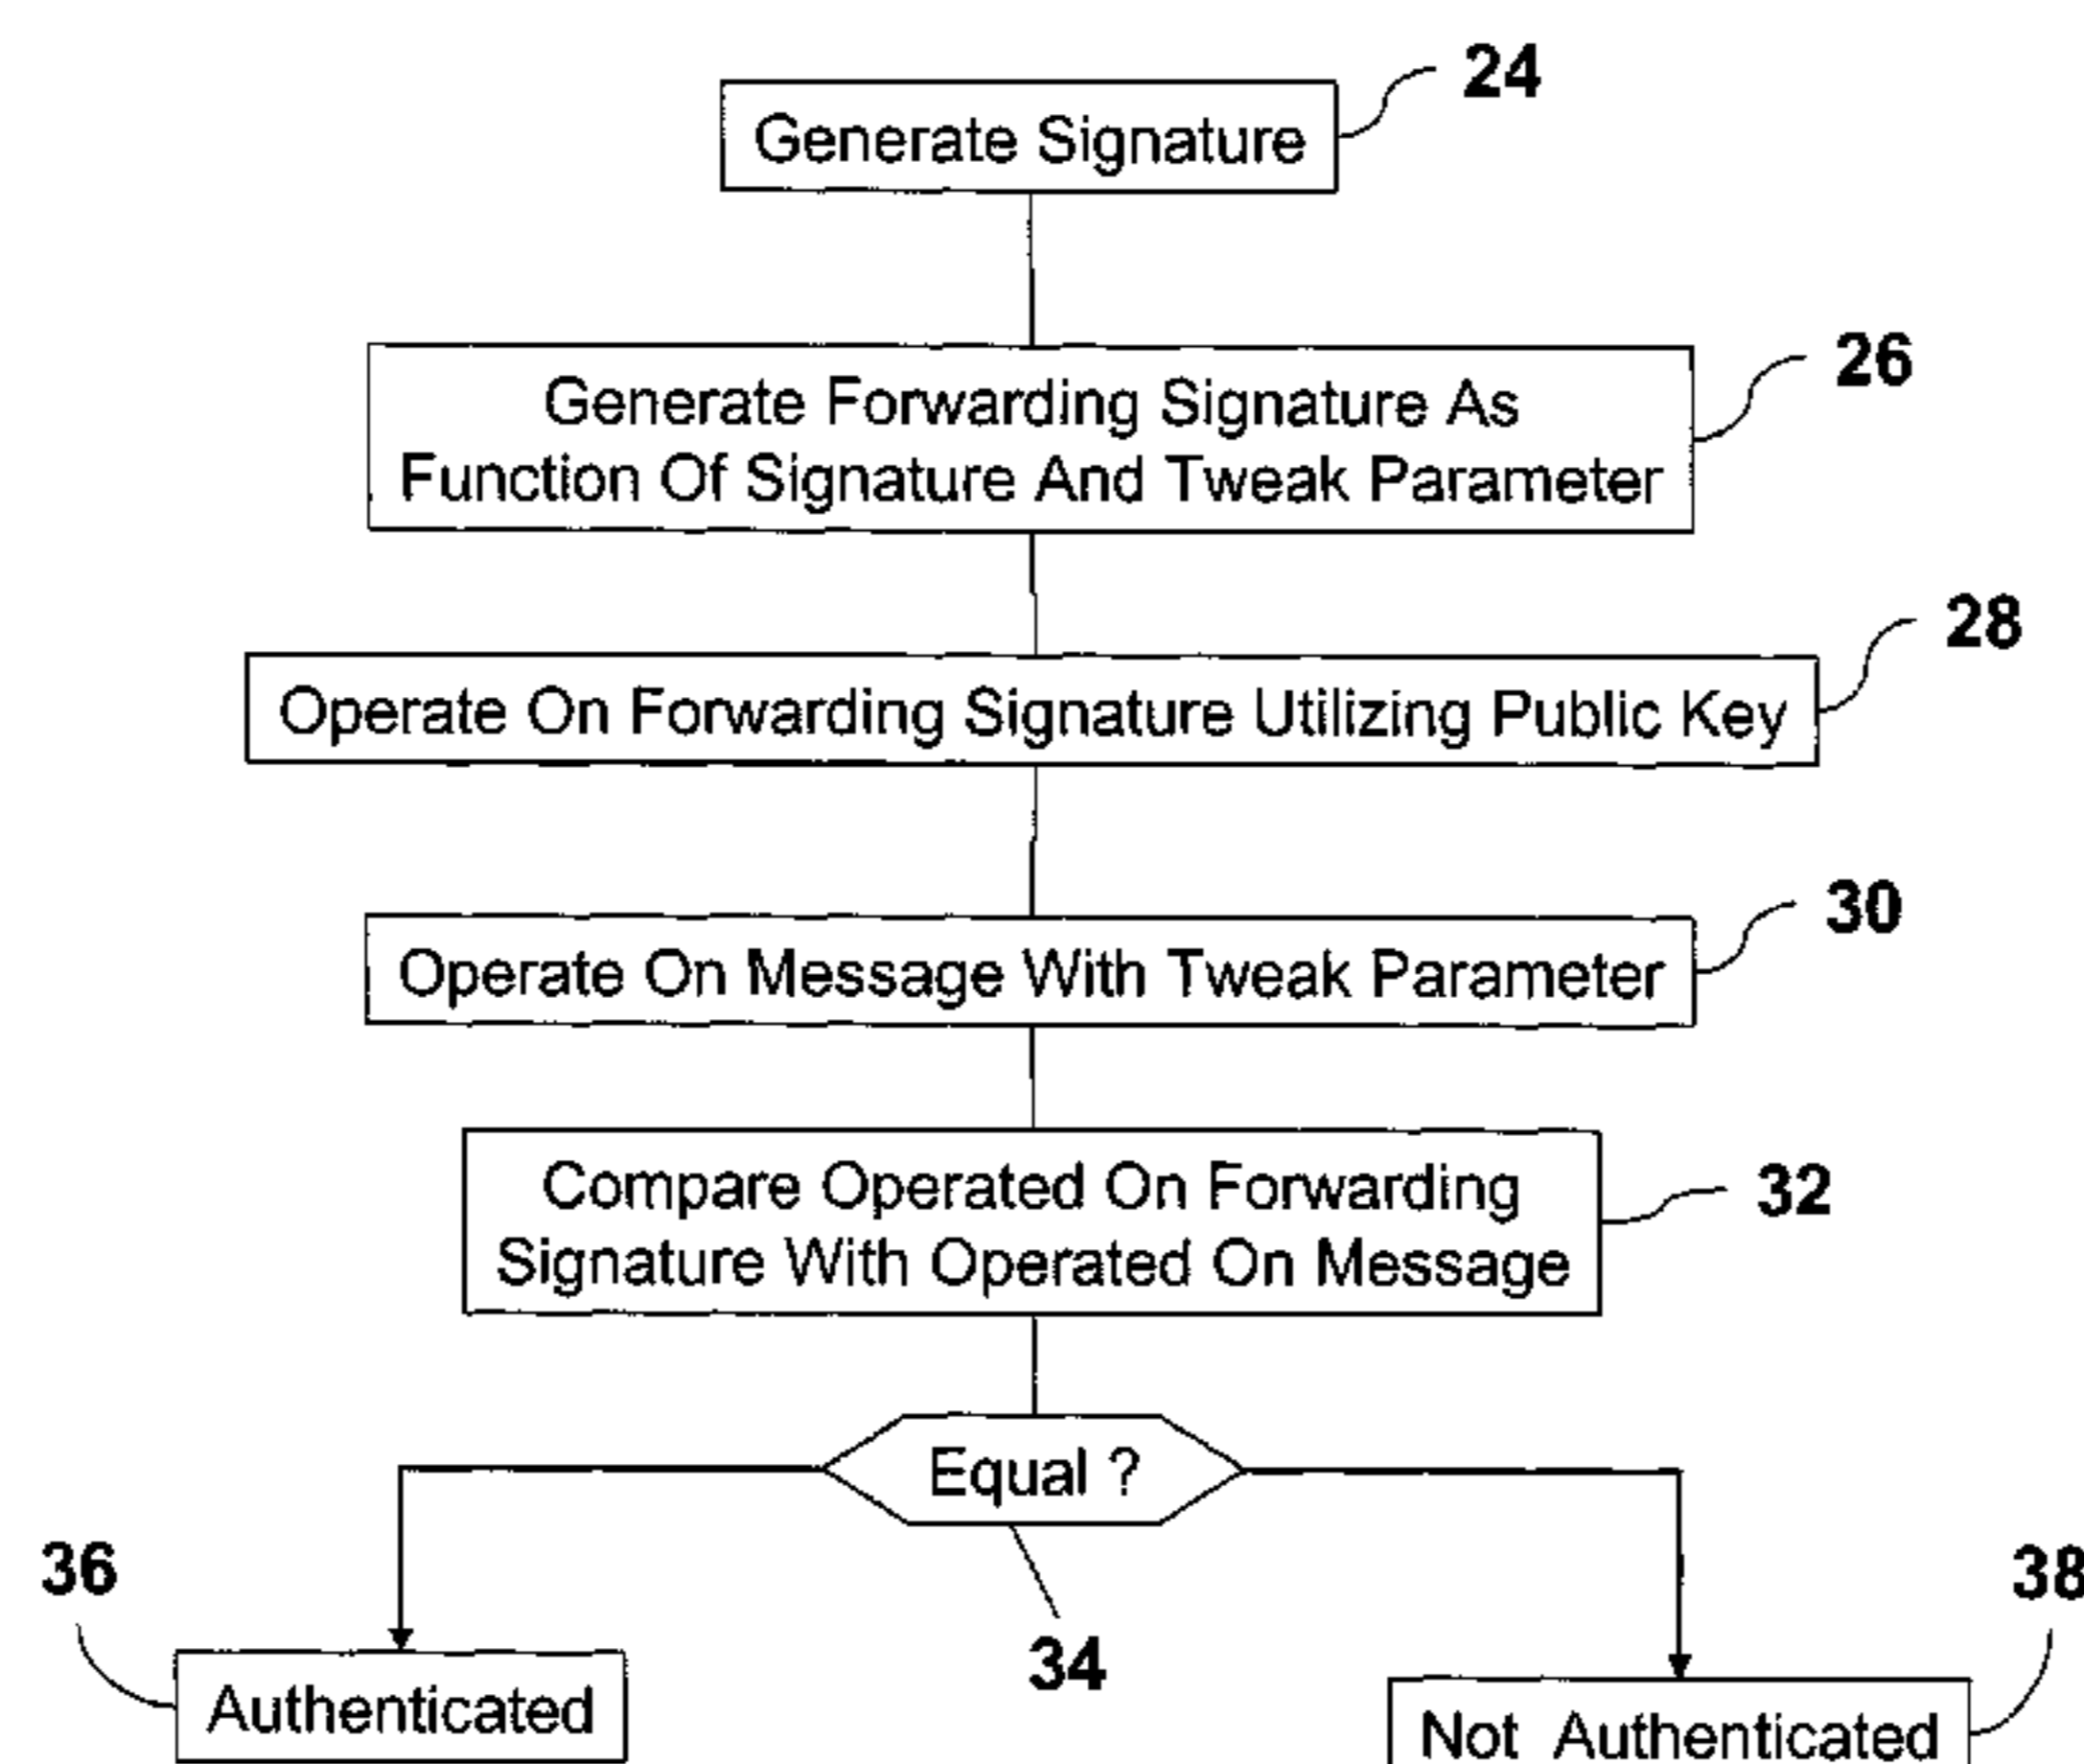 24
Generate Signature
26
Generate Forwarding Signature As
Function Of Signature And Tweak Parameter
28
Operate On Forwarding Signature Utilizing Public Key
30
Operate On Message With Tweak Parameter
32
Compare Operated On Forwarding
Signature With Operated On Message
Equal ?
34
36
Authenticated
38
Not Authenticated